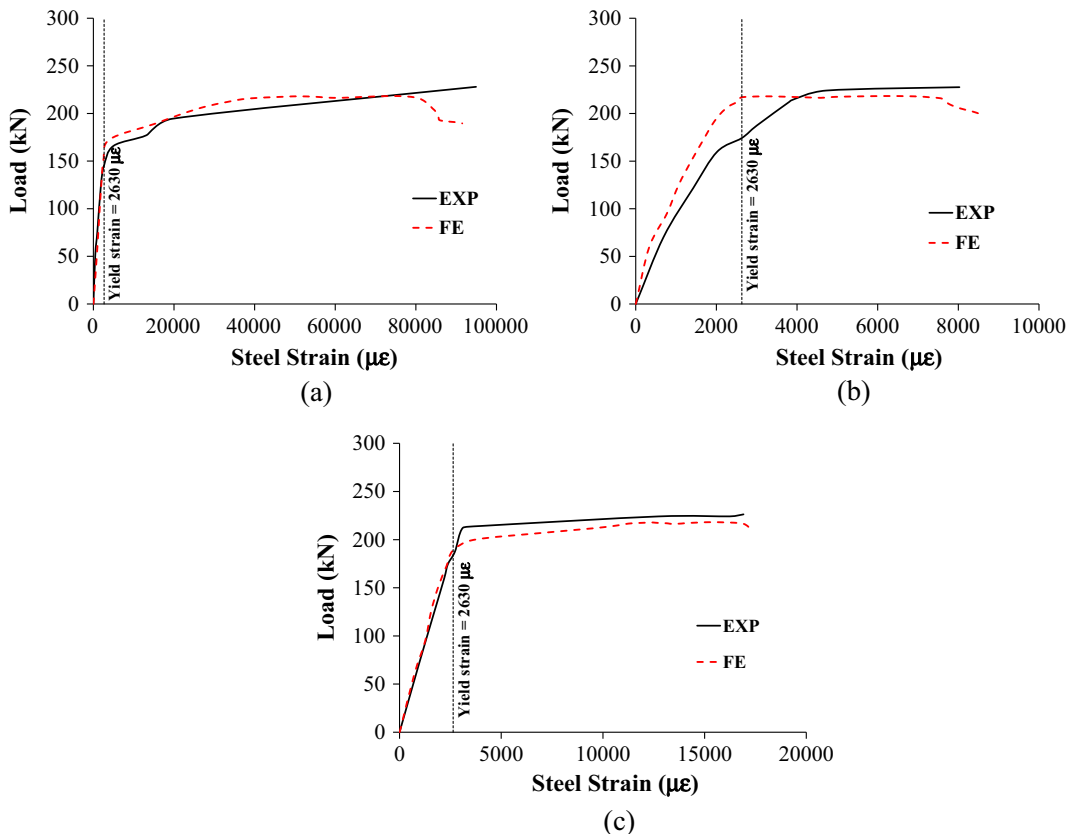 300
250
200
150
100
50
0
Load (kN)
Yield strain = 2630 με
EXP
FE
0 20000 40000 60000 80000 100000
Steel Strain (με)
(a)
300
250
200
150
100
50
0
Load (kN)
Yield strain = 2630 με
EXP
FE
0 2000 4000 6000 8000 10000
Steel Strain (με)
(b)
300
250
200
150
100
50
0
Load (kN)
Yield strain = 2630 με
EXP
FE
0 5000 10000 15000 20000
Steel Strain (με)
(c)